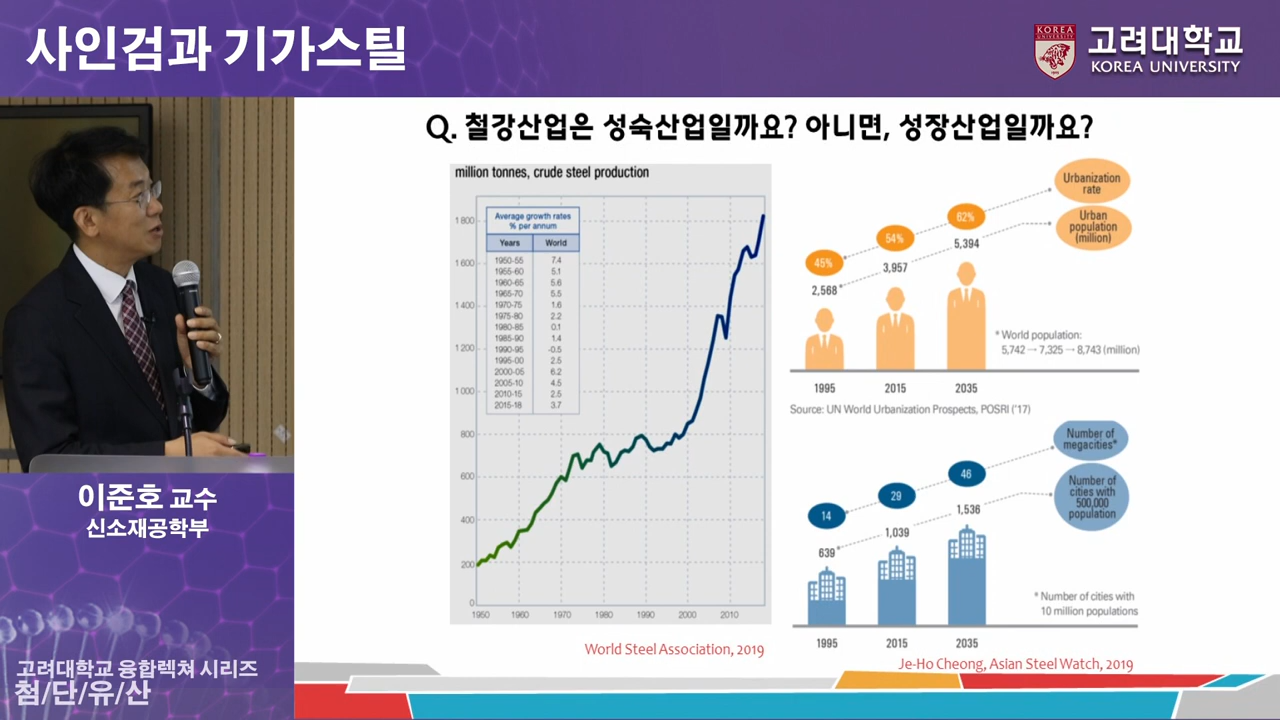 사인검과 기가스틸
KOREA
UNIVERSITY
고려대학교
KOREA UNIVERSITY
Q. 철강산업은 성숙산업일까요? 아니면, 성장산업일까요?
million tonnes, crude steel production
Average growth rates
% per annum
Years World
1950-55 7.4
1955-60 5.1
1960-65 5.6
1965-70 5.5
1970-75 1.6
1975-80 2.2
1980-85 0.1
1985-90 1.4
1990-95 -0.5
1995-00 2.5
2000-05 6.2
2005-10 4.5
2010-15 2.5
2015-18 3.7
1 800
1 600
1 400
1 200
1 000
800
600
400
200
0
1950 1960 1970 1980 1990 2000 2010
World Steel Association, 2019
Urbanization
rate
Urban
population
(million)
45% 54% 62%
2,568 3,957 5,394
* World population:
5,742 → 7,325 → 8,743 (million)
1995 2015 2035
Source: UN World Urbanization Prospects, POSRI ('17)
Number of
megacities*
Number of
cities with
500,000
population
14 29 46
639 1,039 1,536
* Number of cities with
10 million populations
1995 2015 2035
Je-Ho Cheong, Asian Steel Watch, 2019
이준호 교수
신소재공학부
고려대학교 융합렉쳐 시리즈
첨/단/유/산